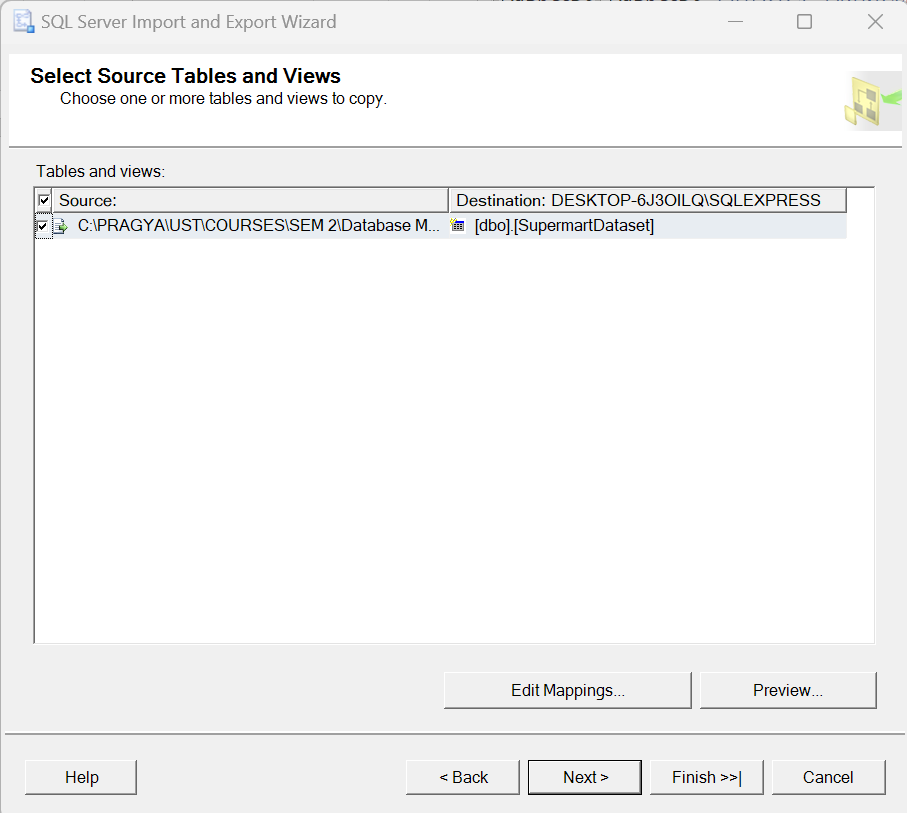 SQL Server Import and Export Wizard
Select Source Tables and Views
Choose one or more tables and views to copy.
Tables and views:
Source: Destination: DESKTOP-6J3OILQ\SQLEXPRESS
C:\PRAGYA\UST\COURSES\SEM 2\Database M... [dbo].[SupermartDataset]
Edit Mappings... Preview...
Help < Back Next > Finish >>| Cancel